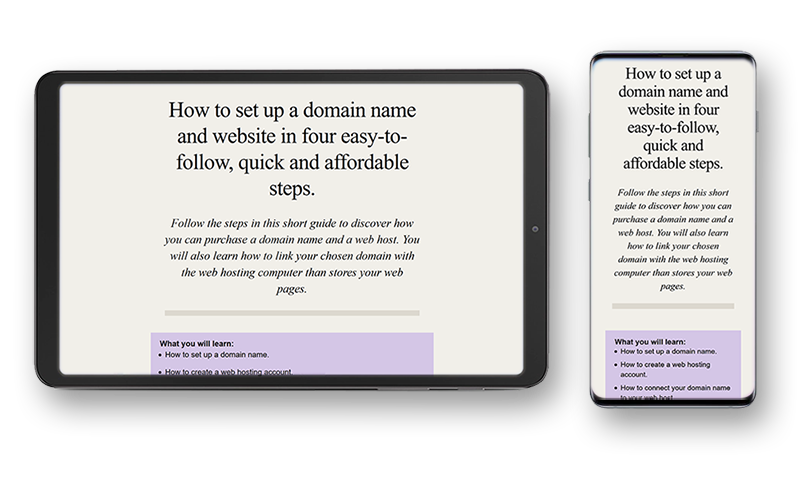 How to set up a domain name
and website in four easy-to-
follow, quick and affordable
steps.
Follow the steps in this short guide to discover how
you can purchase a domain name and a web host. You
will also learn how to link your chosen domain with
the web hosting computer than stores your web
pages.
What you will learn:
• How to set up a domain name.
• How to create a web hosting account.
How to set up a
domain name and
website in four
easy-to-follow,
quick and
affordable steps.
Follow the steps in this short
guide to discover how you can
purchase a domain name and a
web host. You will also learn
how to link your chosen
domain with the web hosting
computer than stores your web
pages.
What you will learn:
• How to set up a domain name.
• How to create a web hosting
account.
• How to connect your domain name
to your web host.